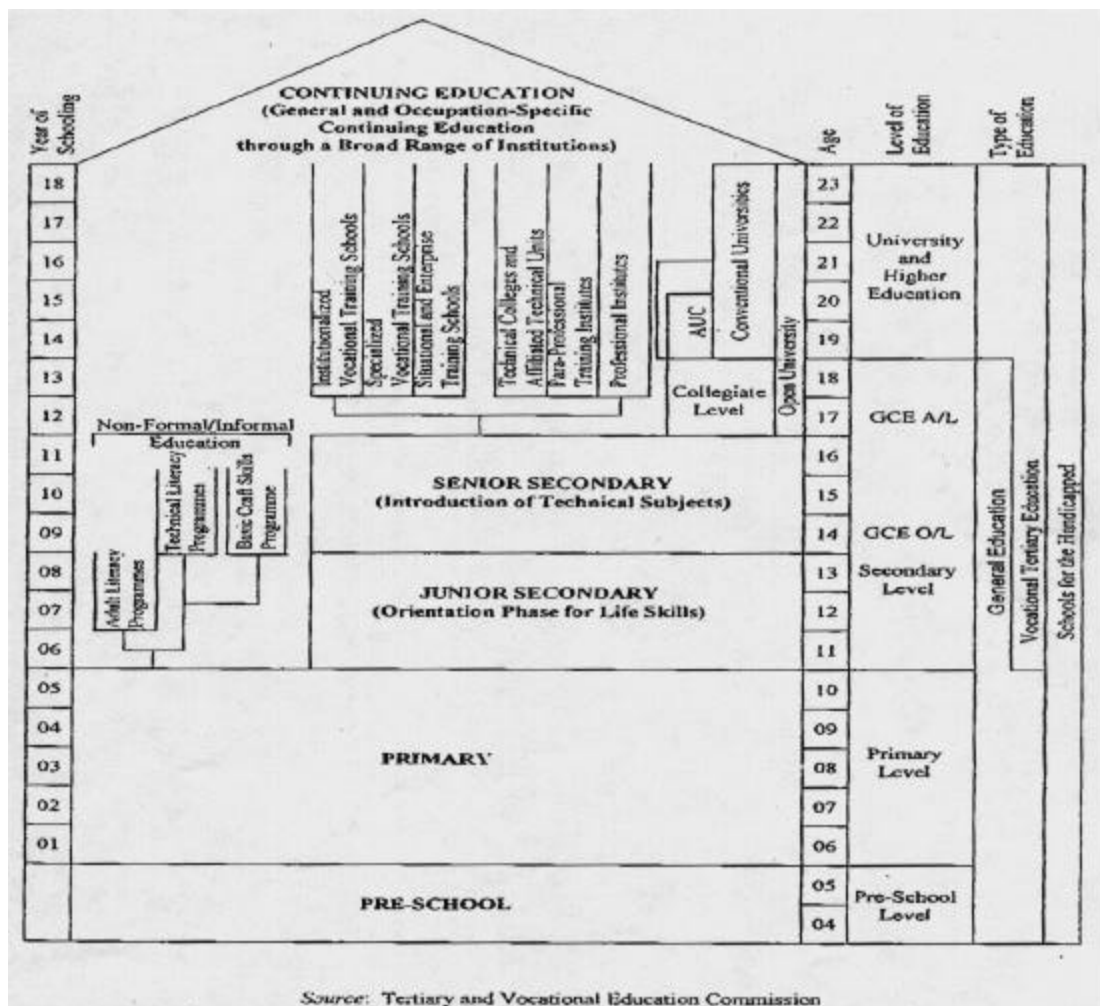 CONTINUING EDUCATION
(General and Occupation-Specific
Continuing Education
through a Broad Range of Institutions)
Year of
Schooling
18
17
16
15
14
13
12
11
10
09
08
07
06
05
04
03
02
01
Non-Formal/Informal
Education
Adult Literacy
Programmes
Technical Literacy
Programmes
Basic Craft Skills
Programme
Institutionalized
Vocational Training Schools
Specialized
Vocational Training Schools
Situational and Enterprise
Training Schools
Technical Colleges and
Affiliated Technical Units
Para-Professional
Training Institutes
Professional Institutes
AUC
Conventional Universities
Collegiate
Level
Open University
SENIOR SECONDARY
(Introduction of Technical Subjects)
JUNIOR SECONDARY
(Orientation Phase for Life Skills)
PRIMARY
PRE-SCHOOL
Age
23
22
21
20
19
18
17
16
15
14
13
12
11
10
09
08
07
06
05
04
Level of
Education
University
and
Higher
Education
GCE A/L
GCE O/L
Secondary
Level
Primary
Level
Pre-School
Level
Type of
Education
General Education
Vocational Tertiary Education
Schools for the Handicapped
Source: Tertiary and Vocational Education Commission